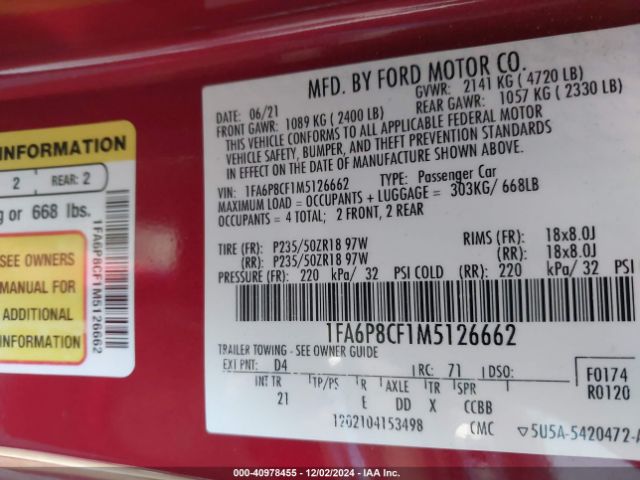 INFORMATION
2 REAR: 2
g or 668 lbs.
SEE OWNERS
MANUAL FOR
ADDITIONAL
INFORMATION
1FA6P8CF1M5126662
MFD. BY FORD MOTOR CO.
DATE: 06/21 GVWR: 2141 KG ( 4720 LB)
FRONT GAWR: 1089 KG ( 2400 LB) REAR GAWR: 1057 KG ( 2330 LB)
THIS VEHICLE CONFORMS TO ALL APPLICABLE FEDERAL MOTOR
VEHICLE SAFETY, BUMPER, AND THEFT PREVENTION STANDARDS
IN EFFECT ON THE DATE OF MANUFACTURE SHOWN ABOVE.
VIN: 1FA6P8CF1M5126662 TYPE: Passenger Car
MAXIMUM LOAD = OCCUPANTS + LUGGAGE = 303KG/ 668LB
OCCUPANTS = 4 TOTAL; 2 FRONT, 2 REAR
TIRE (FR): P235/50ZR18 97W RIMS (FR): 18x8.0J
(RR): P235/50ZR18 97W (RR): 18x8.0J
PRESSURE (FR): 220 kPa/ 32 PSI COLD (RR): 220 kPa/ 32 PSI
1FA6P8CF1M5126662
TRAILER TOWING - SEE OWNER GUIDE
EXT PNT: D4 RC: 71 DSO: F0174
INT TR TP/PS R AXLE TR SPR R0120
21 E DD X CCBB
1202104153498 CMC ▽5U5A-5420472-A
000-40978455 - 12/02/2024 - IAA, Inc.